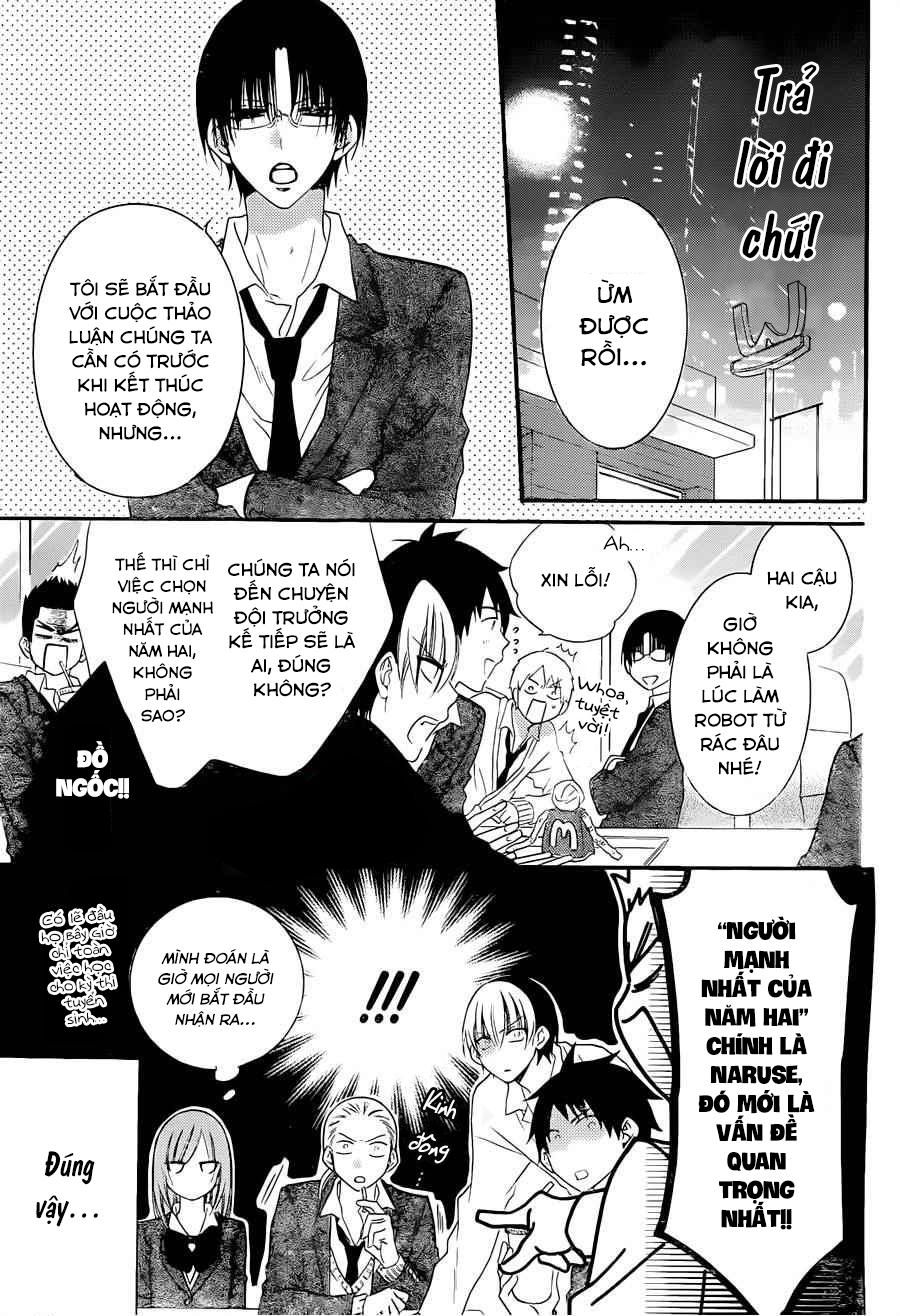 Trả
lời đi
chứ!
ỪM
ĐƯỢC
RỒI...
TÔI SẼ BẮT ĐẦU
VỚI CUỘC THẢO
LUẬN CHÚNG TA
CẦN CÓ TRƯỚC
KHI KẾT THÚC
HOẠT ĐỘNG,
NHƯNG...
HAI CẬU
KIA,
GIỜ
KHÔNG
PHẢI LÀ
LÚC LÀM
ROBOT TỪ
RÁC ĐÂU
NHÉ!
Ah...
XIN LỖI!
Whoa,
tuyệt
vời!
M
CHÚNG TA NÓI
ĐẾN CHUYỆN
ĐỘI TRƯỞNG
KẾ TIẾP SẼ LÀ
AI, ĐÚNG
KHÔNG?
THẾ THÌ CHỈ
VIỆC CHỌN
NGƯỜI MẠNH
NHẤT CỦA
NĂM HAI,
KHÔNG
PHẢI
SAO?
ĐỒ
NGỐC!!
“NGƯỜI
MẠNH
NHẤT CỦA
NĂM HAI”
CHÍNH LÀ
NARUSE,
ĐÓ MỚI LÀ
VẤN ĐỀ
QUAN
TRỌNG
NHẤT!!
!!!
Kinh
động
MÌNH ĐOÁN LÀ
GIỜ MỌI NGƯỜI
MỚI BẮT ĐẦU
NHẬN RA...
Có lẽ đầu
họ bây giờ
chỉ toàn
việc học
cho kỳ thi
tuyển
sinh...
Đúng
vậy...